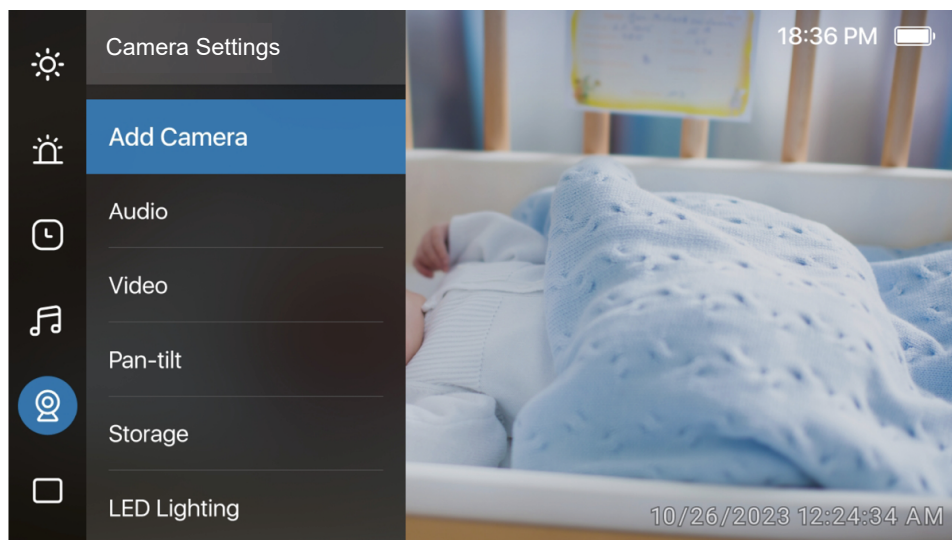 Camera Settings
18:36 PM
Add Camera
Audio
Video
Pan-tilt
Storage
LED Lighting
10/26/2023 12:24:34 AM